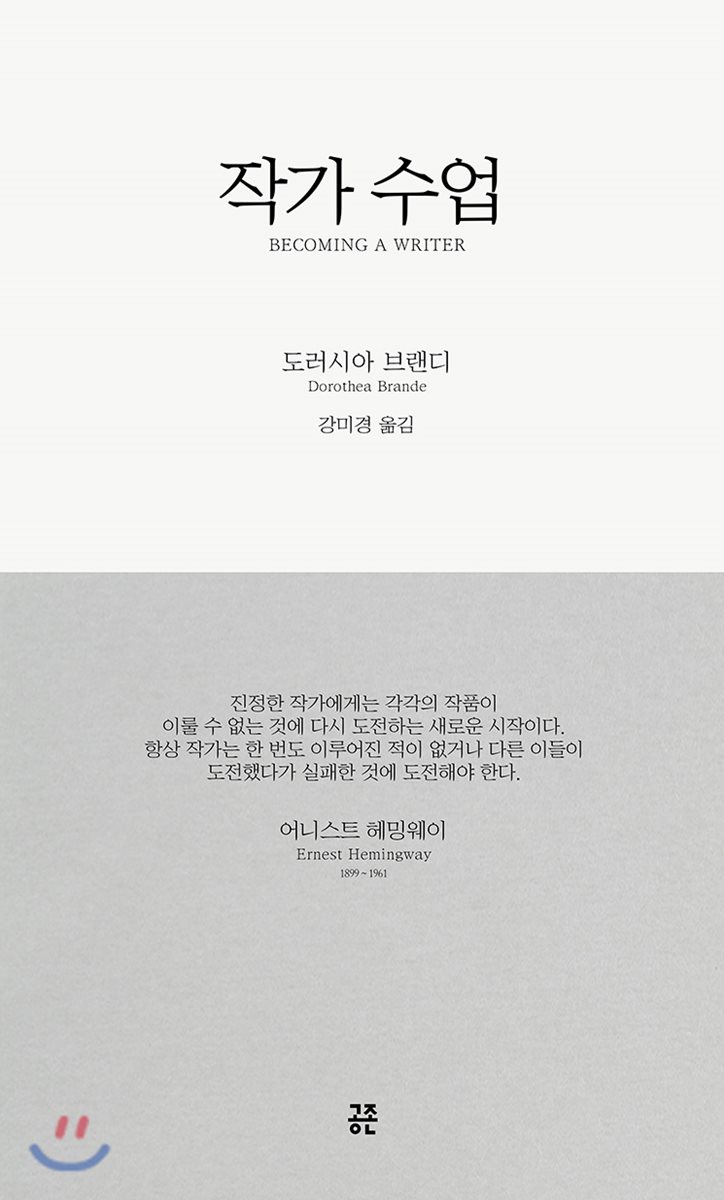 작가 수업
BECOMING A WRITER
도러시아 브랜디
Dorothea Brande
강미경 옮김
진정한 작가에게는 각각의 작품이
이룰 수 없는 것에 다시 도전하는 새로운 시작이다.
항상 작가는 한 번도 이루어진 적이 없거나 다른 이들이
도전했다가 실패한 것에 도전해야 한다.
어니스트 헤밍웨이
Ernest Hemingway
1899 ~ 1961
공존